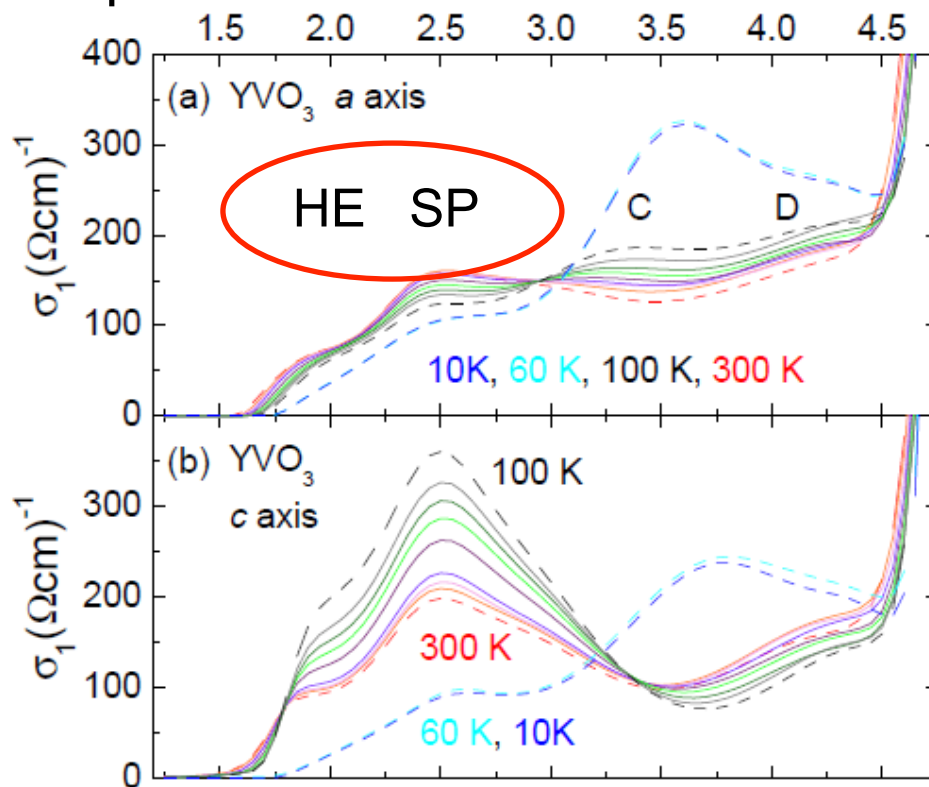 1.5 2.0 2.5 3.0 3.5 4.0 4.5
400
(a) YVO₃ a axis
300
HE SP
C D
200
σ₁(Ωcm)⁻¹
100
10K, 60 K, 100 K, 300 K
0
(b) YVO₃
100 K
c axis
300
200
σ₁(Ωcm)⁻¹
300 K
100
60 K, 10K
0